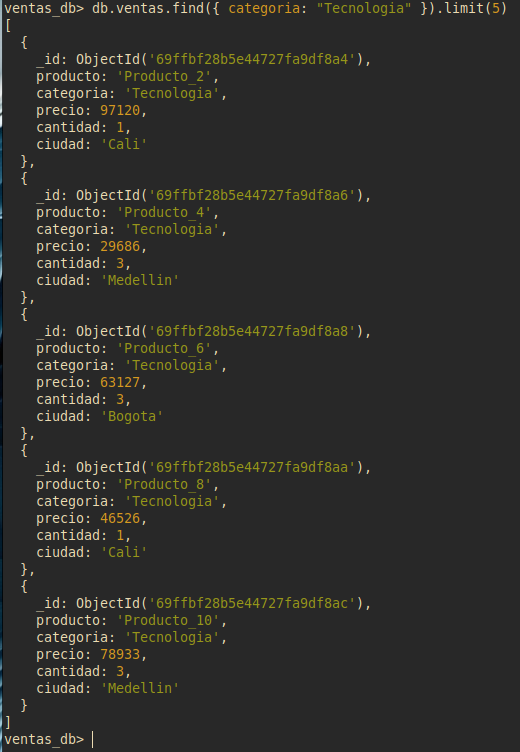 ventas_db> db.ventas.find({ categoria: "Tecnologia" }).limit(5)
[
  {
    _id: ObjectId('69ffbf28b5e44727fa9df8a4'),
    producto: 'Producto_2',
    categoria: 'Tecnologia',
    precio: 97120,
    cantidad: 1,
    ciudad: 'Cali'
  },
  {
    _id: ObjectId('69ffbf28b5e44727fa9df8a6'),
    producto: 'Producto_4',
    categoria: 'Tecnologia',
    precio: 29686,
    cantidad: 3,
    ciudad: 'Medellin'
  },
  {
    _id: ObjectId('69ffbf28b5e44727fa9df8a8'),
    producto: 'Producto_6',
    categoria: 'Tecnologia',
    precio: 63127,
    cantidad: 3,
    ciudad: 'Bogota'
  },
  {
    _id: ObjectId('69ffbf28b5e44727fa9df8aa'),
    producto: 'Producto_8',
    categoria: 'Tecnologia',
    precio: 46526,
    cantidad: 1,
    ciudad: 'Cali'
  },
  {
    _id: ObjectId('69ffbf28b5e44727fa9df8ac'),
    producto: 'Producto_10',
    categoria: 'Tecnologia',
    precio: 78933,
    cantidad: 3,
    ciudad: 'Medellin'
  }
]
ventas_db>